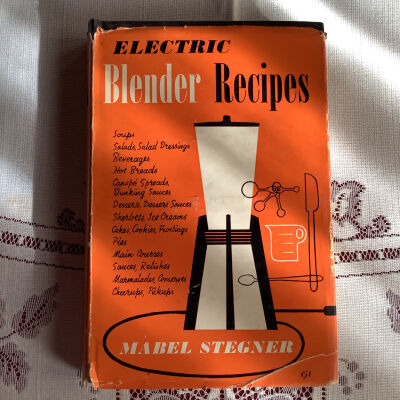 ELECTRIC
Blender Recipes
Soups
Salads, Salad Dressings
Beverages
Hot Breads
Canapé Spreads,
Dunking Sauces
Desserts, Dessert Sauces
Sherbets, Ice Creams
Cakes, Cookies, Frostings
Pies
Main Courses
Sauces, Relishes
Marmalades, Conserves
Cheerups, Pickups
MABEL STEGNER